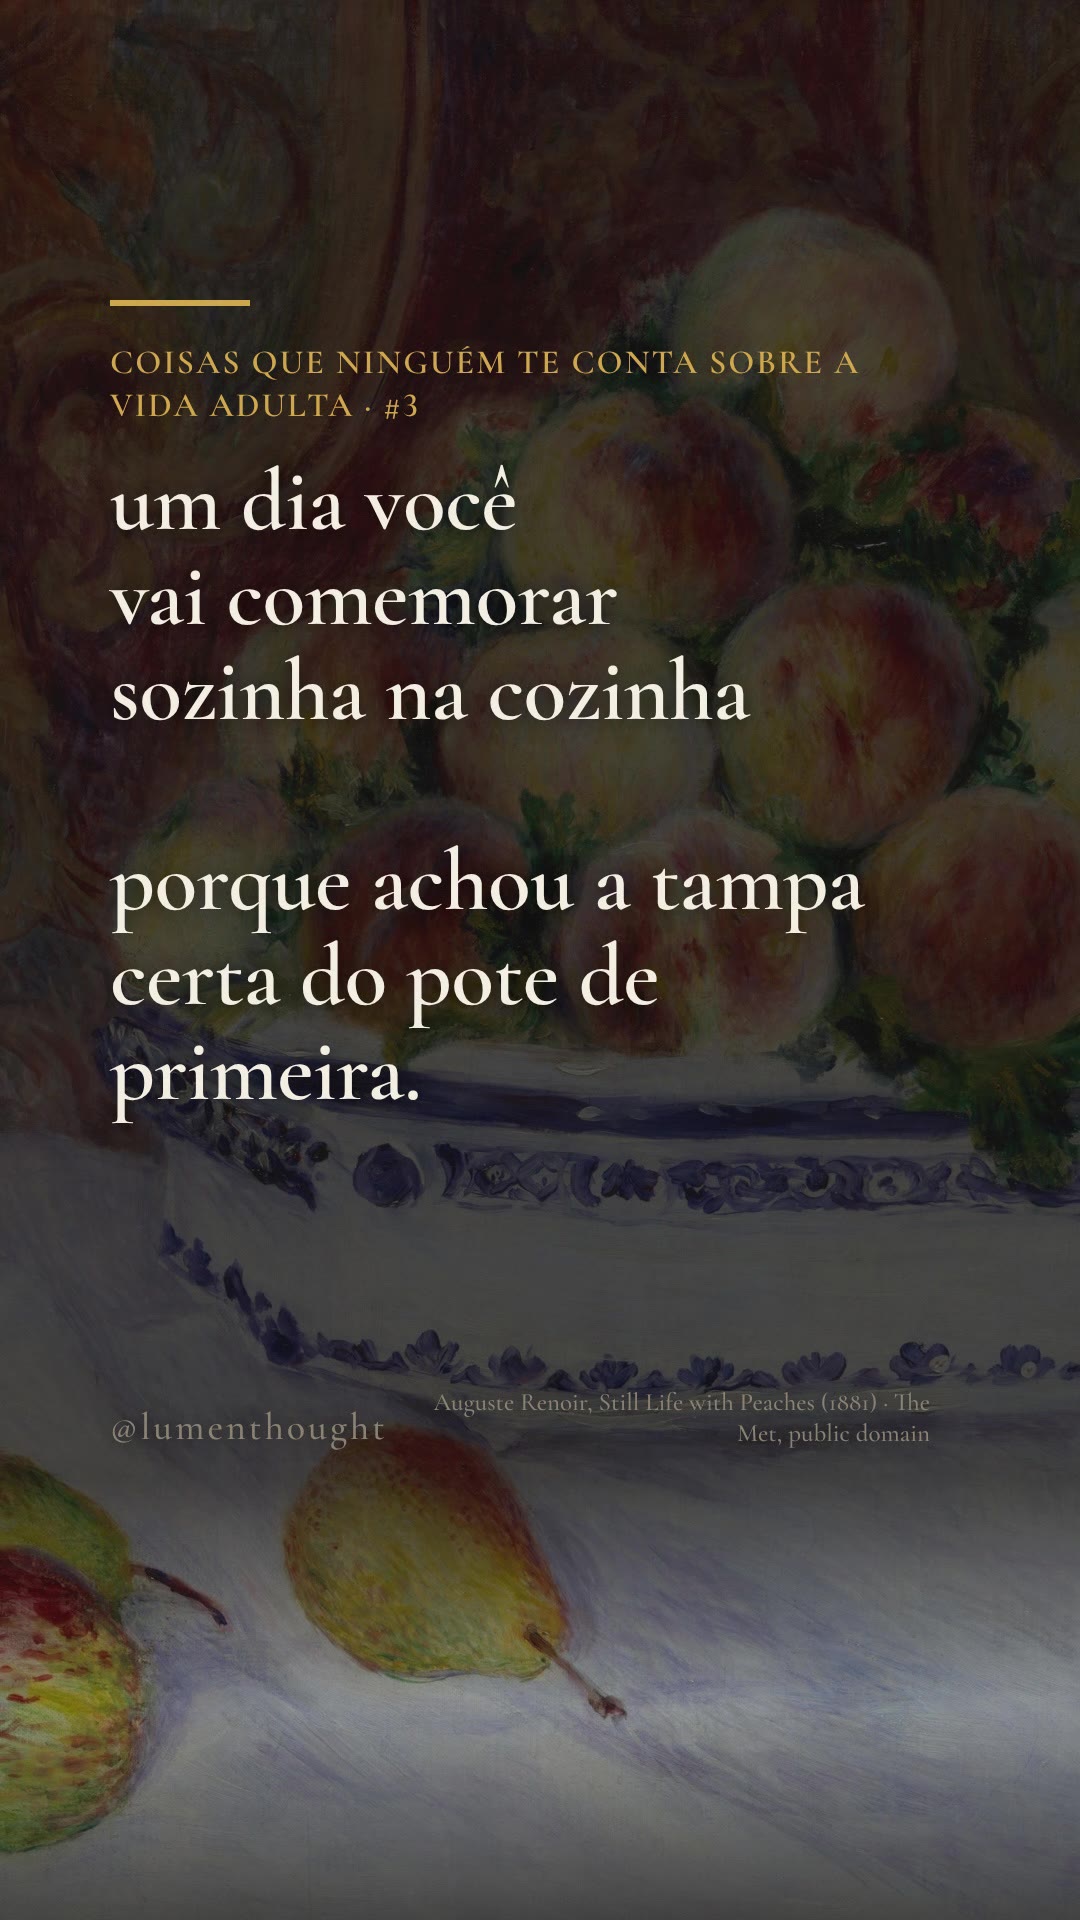 COISAS QUE NINGUÉM TE CONTA SOBRE A
VIDA ADULTA · #3
um dia você
vai comemorar
sozinha na cozinha
porque achou a tampa
certa do pote de
primeira.
@lumenthought
Auguste Renoir, Still Life with Peaches (1881) · The
Met, public domain